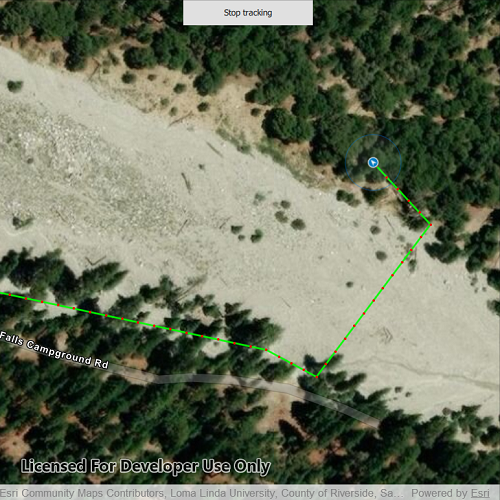 Stop tracking
Falls Campground Rd
Licensed For Developer Use Only
Esri Community Maps Contributors, Loma Linda University, County of Riverside, Sa... Powered by Esri